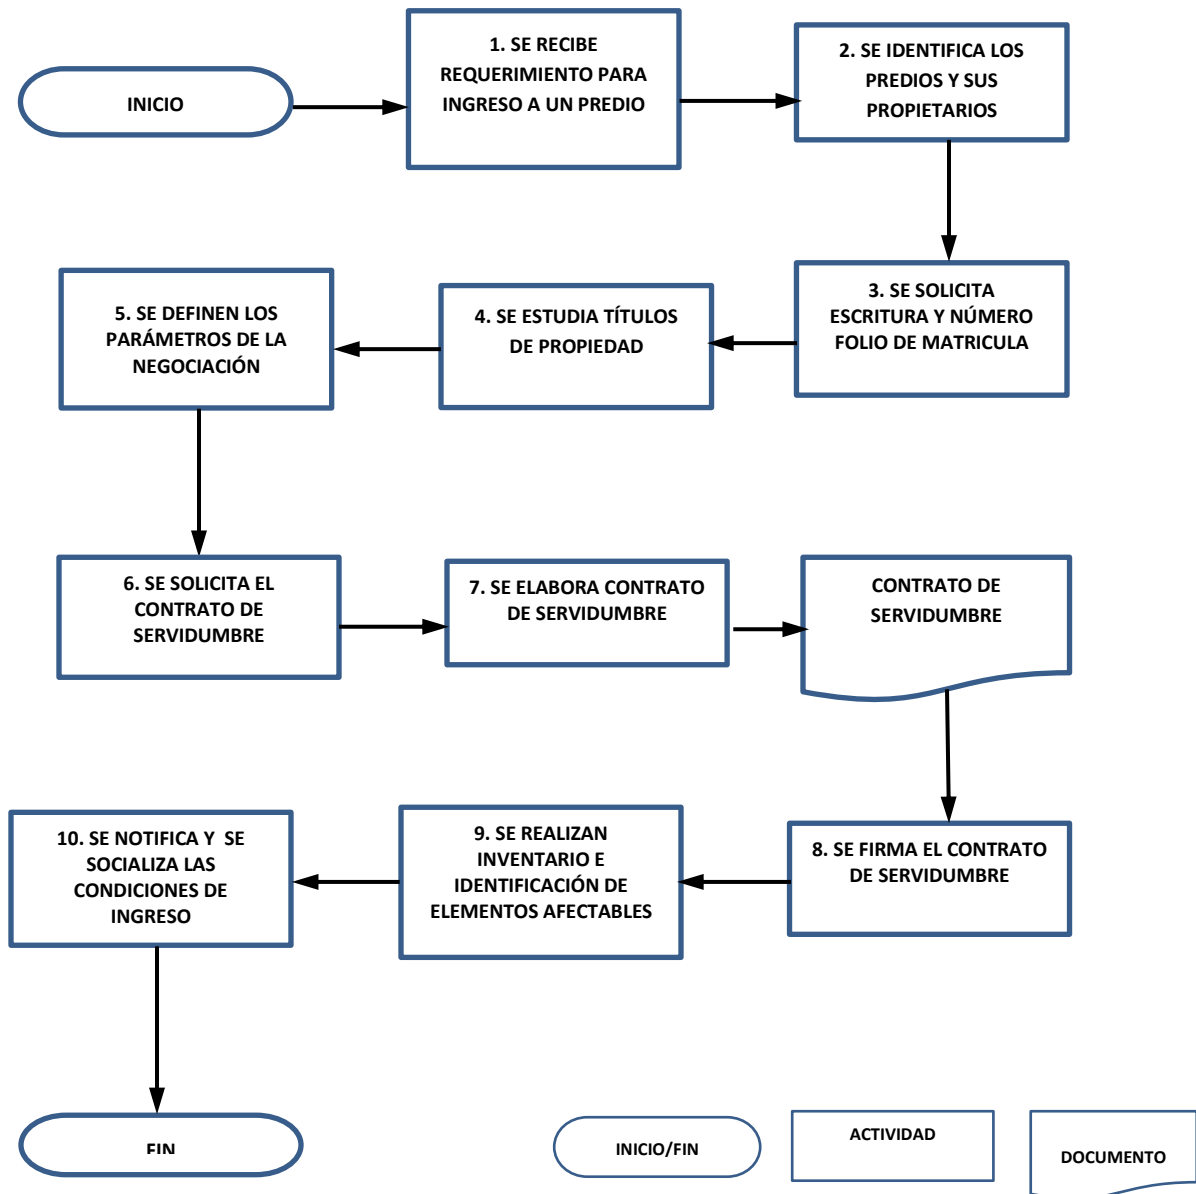 INICIO
1. SE RECIBE
REQUERIMIENTO PARA
INGRESO A UN PREDIO
2. SE IDENTIFICA LOS
PREDIOS Y SUS
PROPIETARIOS
3. SE SOLICITA
ESCRITURA Y NÚMERO
FOLIO DE MATRICULA
4. SE ESTUDIA TÍTULOS
DE PROPIEDAD
5. SE DEFINEN LOS
PARÁMETROS DE LA
NEGOCIACIÓN
6. SE SOLICITA EL
CONTRATO DE
SERVIDUMBRE
7. SE ELABORA CONTRATO
DE SERVIDUMBRE
CONTRATO DE
SERVIDUMBRE
8. SE FIRMA EL CONTRATO
DE SERVIDUMBRE
9. SE REALIZAN
INVENTARIO E
IDENTIFICACIÓN DE
ELEMENTOS AFECTABLES
10. SE NOTIFICA Y  SE
SOCIALIZA LAS
CONDICIONES DE
INGRESO
FIN
INICIO/FIN
ACTIVIDAD
DOCUMENTO